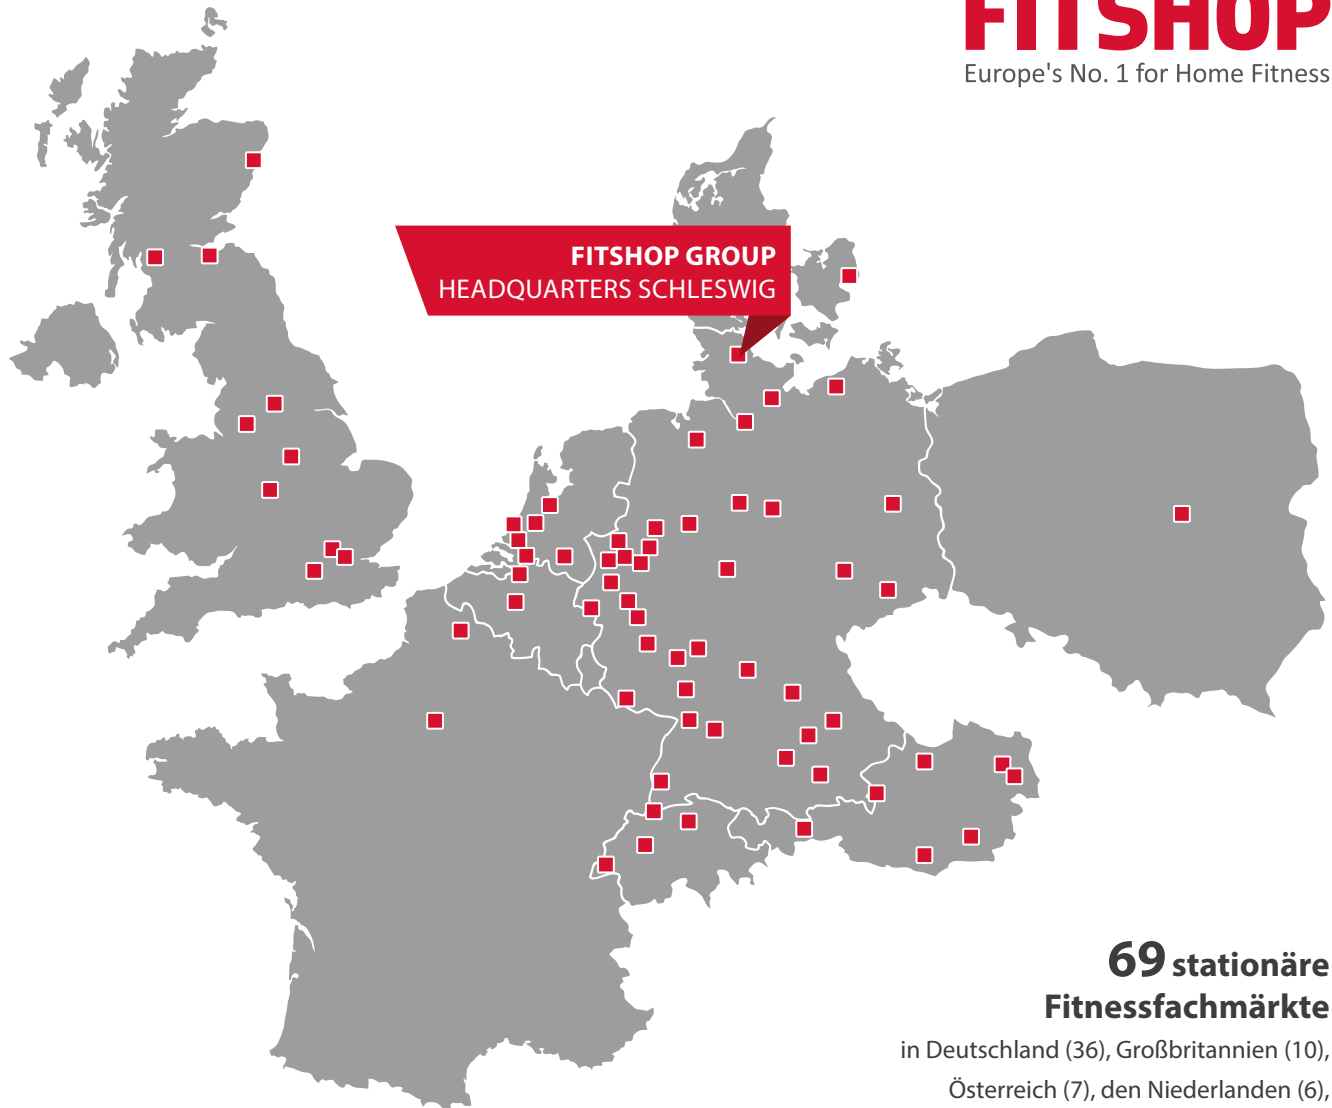 FITSHOP
Europe's No. 1 for Home Fitness
FITSHOP GROUP
HEADQUARTERS SCHLESWIG
69 stationäre
Fitnessfachmärkte
in Deutschland (36), Großbritannien (10),
Österreich (7), den Niederlanden (6),